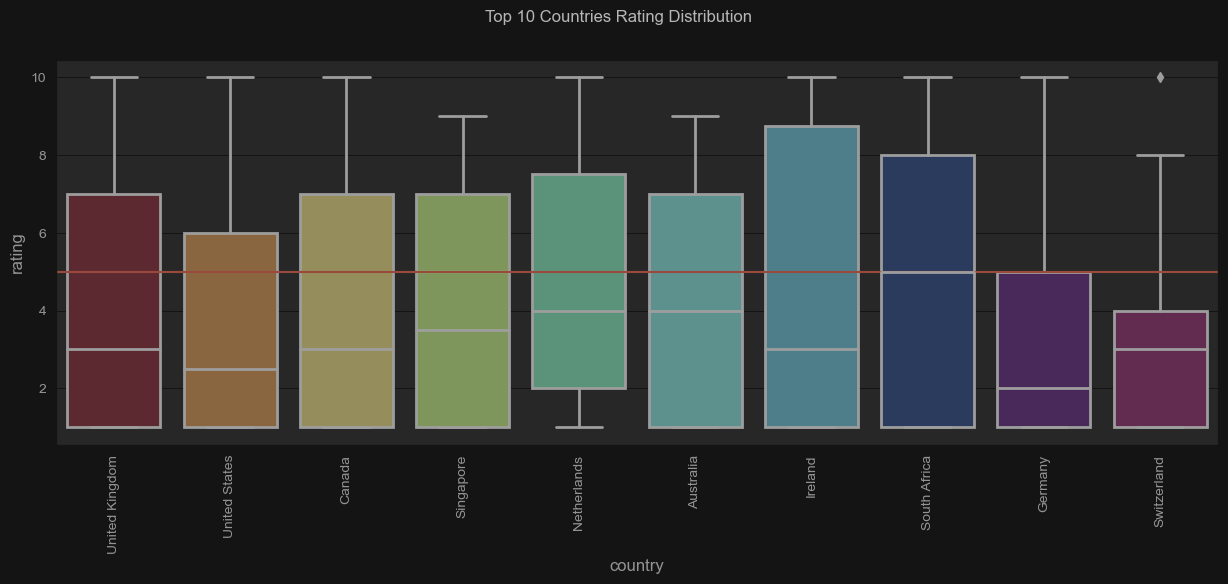 Top 10 Countries Rating Distribution
10
8
6
4
2
rating
United Kingdom
United States
Canada
Singapore
Netherlands
Australia
Ireland
South Africa
Germany
Switzerland
country